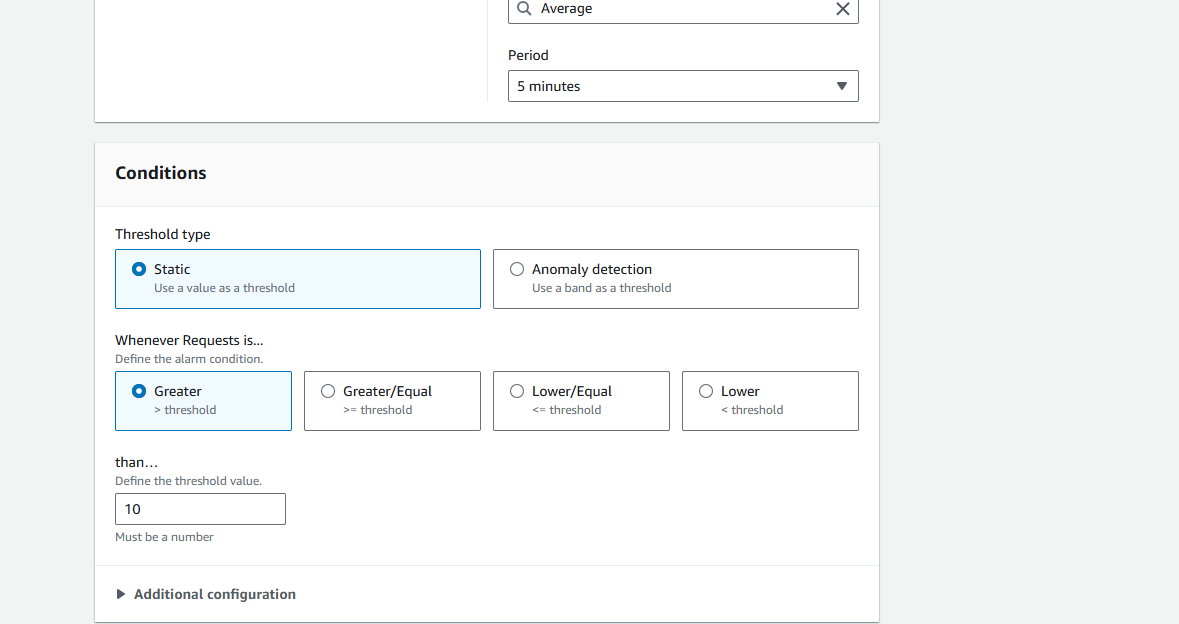 Average
Period
5 minutes
Conditions
Threshold type
Static
Use a value as a threshold
Anomaly detection
Use a band as a threshold
Whenever Requests is...
Define the alarm condition.
Greater
> threshold
Greater/Equal
>= threshold
Lower/Equal
<= threshold
Lower
< threshold
than...
Define the threshold value.
10
Must be a number
Additional configuration